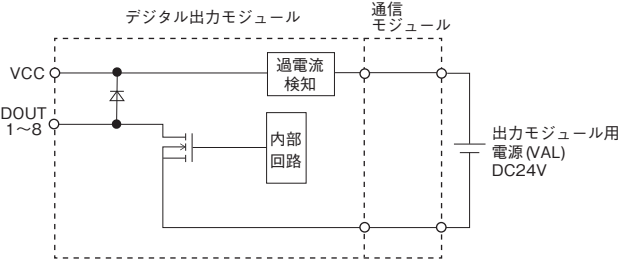 デジタル出力モジュール
通信
モジュール
VCC
過電流
検知
DOUT
1～8
内部
回路
出力モジュール用
電源(VAL)
DC24V